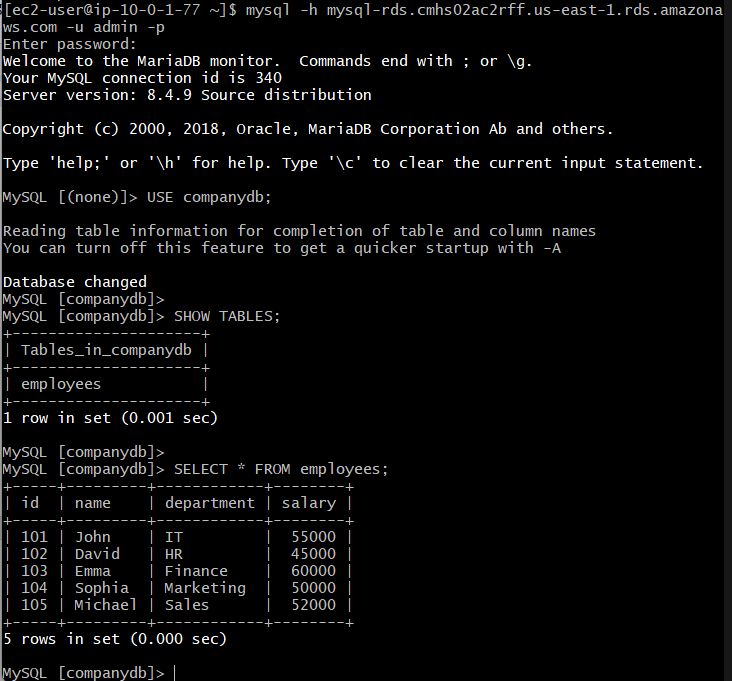 [ec2-user@ip-10-0-1-77 ~]$ mysql -h mysql-rds.cmhs02ac2rff.us-east-1.rds.amazona
ws.com -u admin -p
Enter password:
Welcome to the MariaDB monitor.  Commands end with ; or \g.
Your MySQL connection id is 340
Server version: 8.4.9 Source distribution

Copyright (c) 2000, 2018, Oracle, MariaDB Corporation Ab and others.

Type 'help;' or '\h' for help. Type '\c' to clear the current input statement.

MySQL [(none)]> USE companydb;

Reading table information for completion of table and column names
You can turn off this feature to get a quicker startup with -A

Database changed
MySQL [companydb]>
MySQL [companydb]> SHOW TABLES;
+---------------------+
| Tables_in_companydb |
+---------------------+
| employees           |
+---------------------+
1 row in set (0.001 sec)

MySQL [companydb]>
MySQL [companydb]> SELECT * FROM employees;
+-----+---------+------------+--------+
| id  | name    | department | salary |
+-----+---------+------------+--------+
| 101 | John    | IT         |  55000 |
| 102 | David   | HR         |  45000 |
| 103 | Emma    | Finance    |  60000 |
| 104 | Sophia  | Marketing  |  50000 |
| 105 | Michael | Sales      |  52000 |
+-----+---------+------------+--------+
5 rows in set (0.000 sec)

MySQL [companydb]>